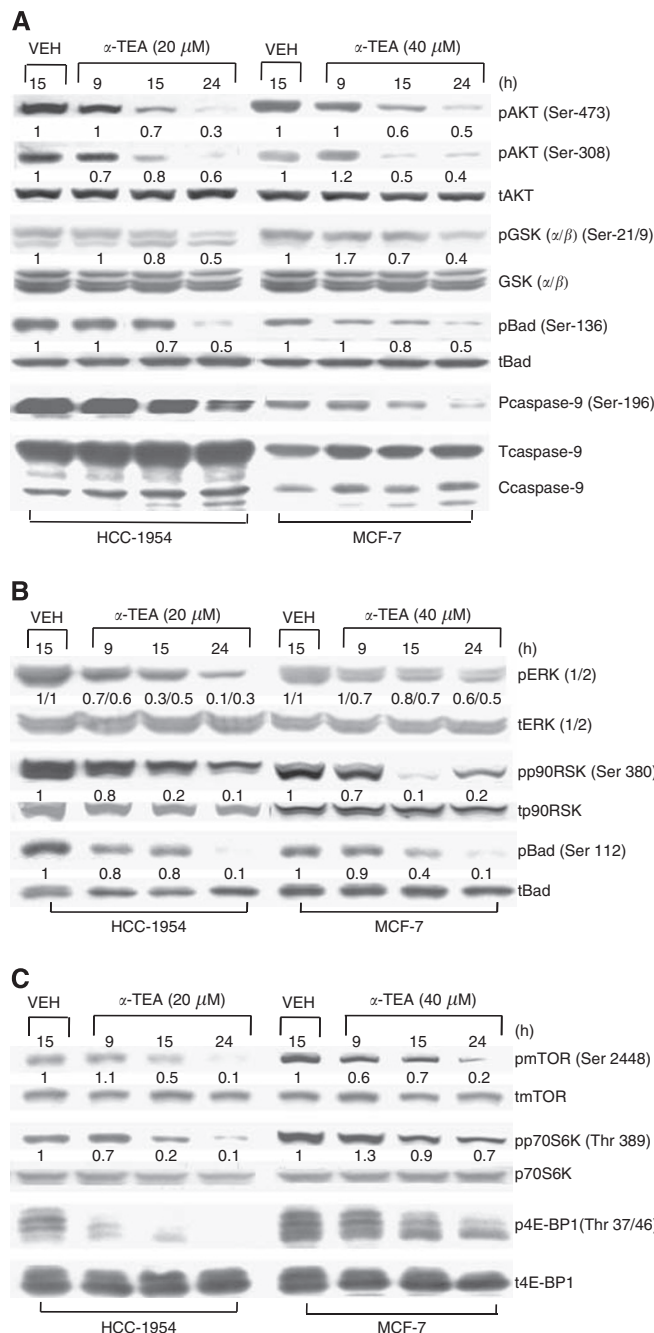 A
VEH α-TEA (20 μM) VEH α-TEA (40 μM)
15 9 15 24 15 9 15 24 (h)
pAKT (Ser-473)
1 1 0.7 0.3 1 1 0.6 0.5
pAKT (Ser-308)
1 0.7 0.8 0.6 1 1.2 0.5 0.4
tAKT
pGSK (α/β) (Ser-21/9)
1 1 0.8 0.5 1 1.7 0.7 0.4
GSK (α/β)
pBad (Ser-136)
1 1 0.7 0.5 1 1 0.8 0.5
tBad
Pcaspase-9 (Ser-196)
Tcaspase-9
Ccaspase-9
HCC-1954 MCF-7
B
VEH α-TEA (20 μM) VEH α-TEA (40 μM)
15 9 15 24 15 9 15 24 (h)
pERK (1/2)
1/1 0.7/0.6 0.3/0.5 0.1/0.3 1/1 1/0.7 0.8/0.7 0.6/0.5
tERK (1/2)
pp90RSK (Ser 380)
1 0.8 0.2 0.1 1 0.7 0.1 0.2
tp90RSK
pBad (Ser 112)
1 0.8 0.8 0.1 1 0.9 0.4 0.1
tBad
HCC-1954 MCF-7
C
VEH α-TEA (20 μM) VEH α-TEA (40 μM)
15 9 15 24 15 9 15 24 (h)
pmTOR (Ser 2448)
1 1.1 0.5 0.1 1 0.6 0.7 0.2
tmTOR
pp70S6K (Thr 389)
1 0.7 0.2 0.1 1 1.3 0.9 0.7
p70S6K
p4E-BP1(Thr 37/46)
t4E-BP1
HCC-1954 MCF-7